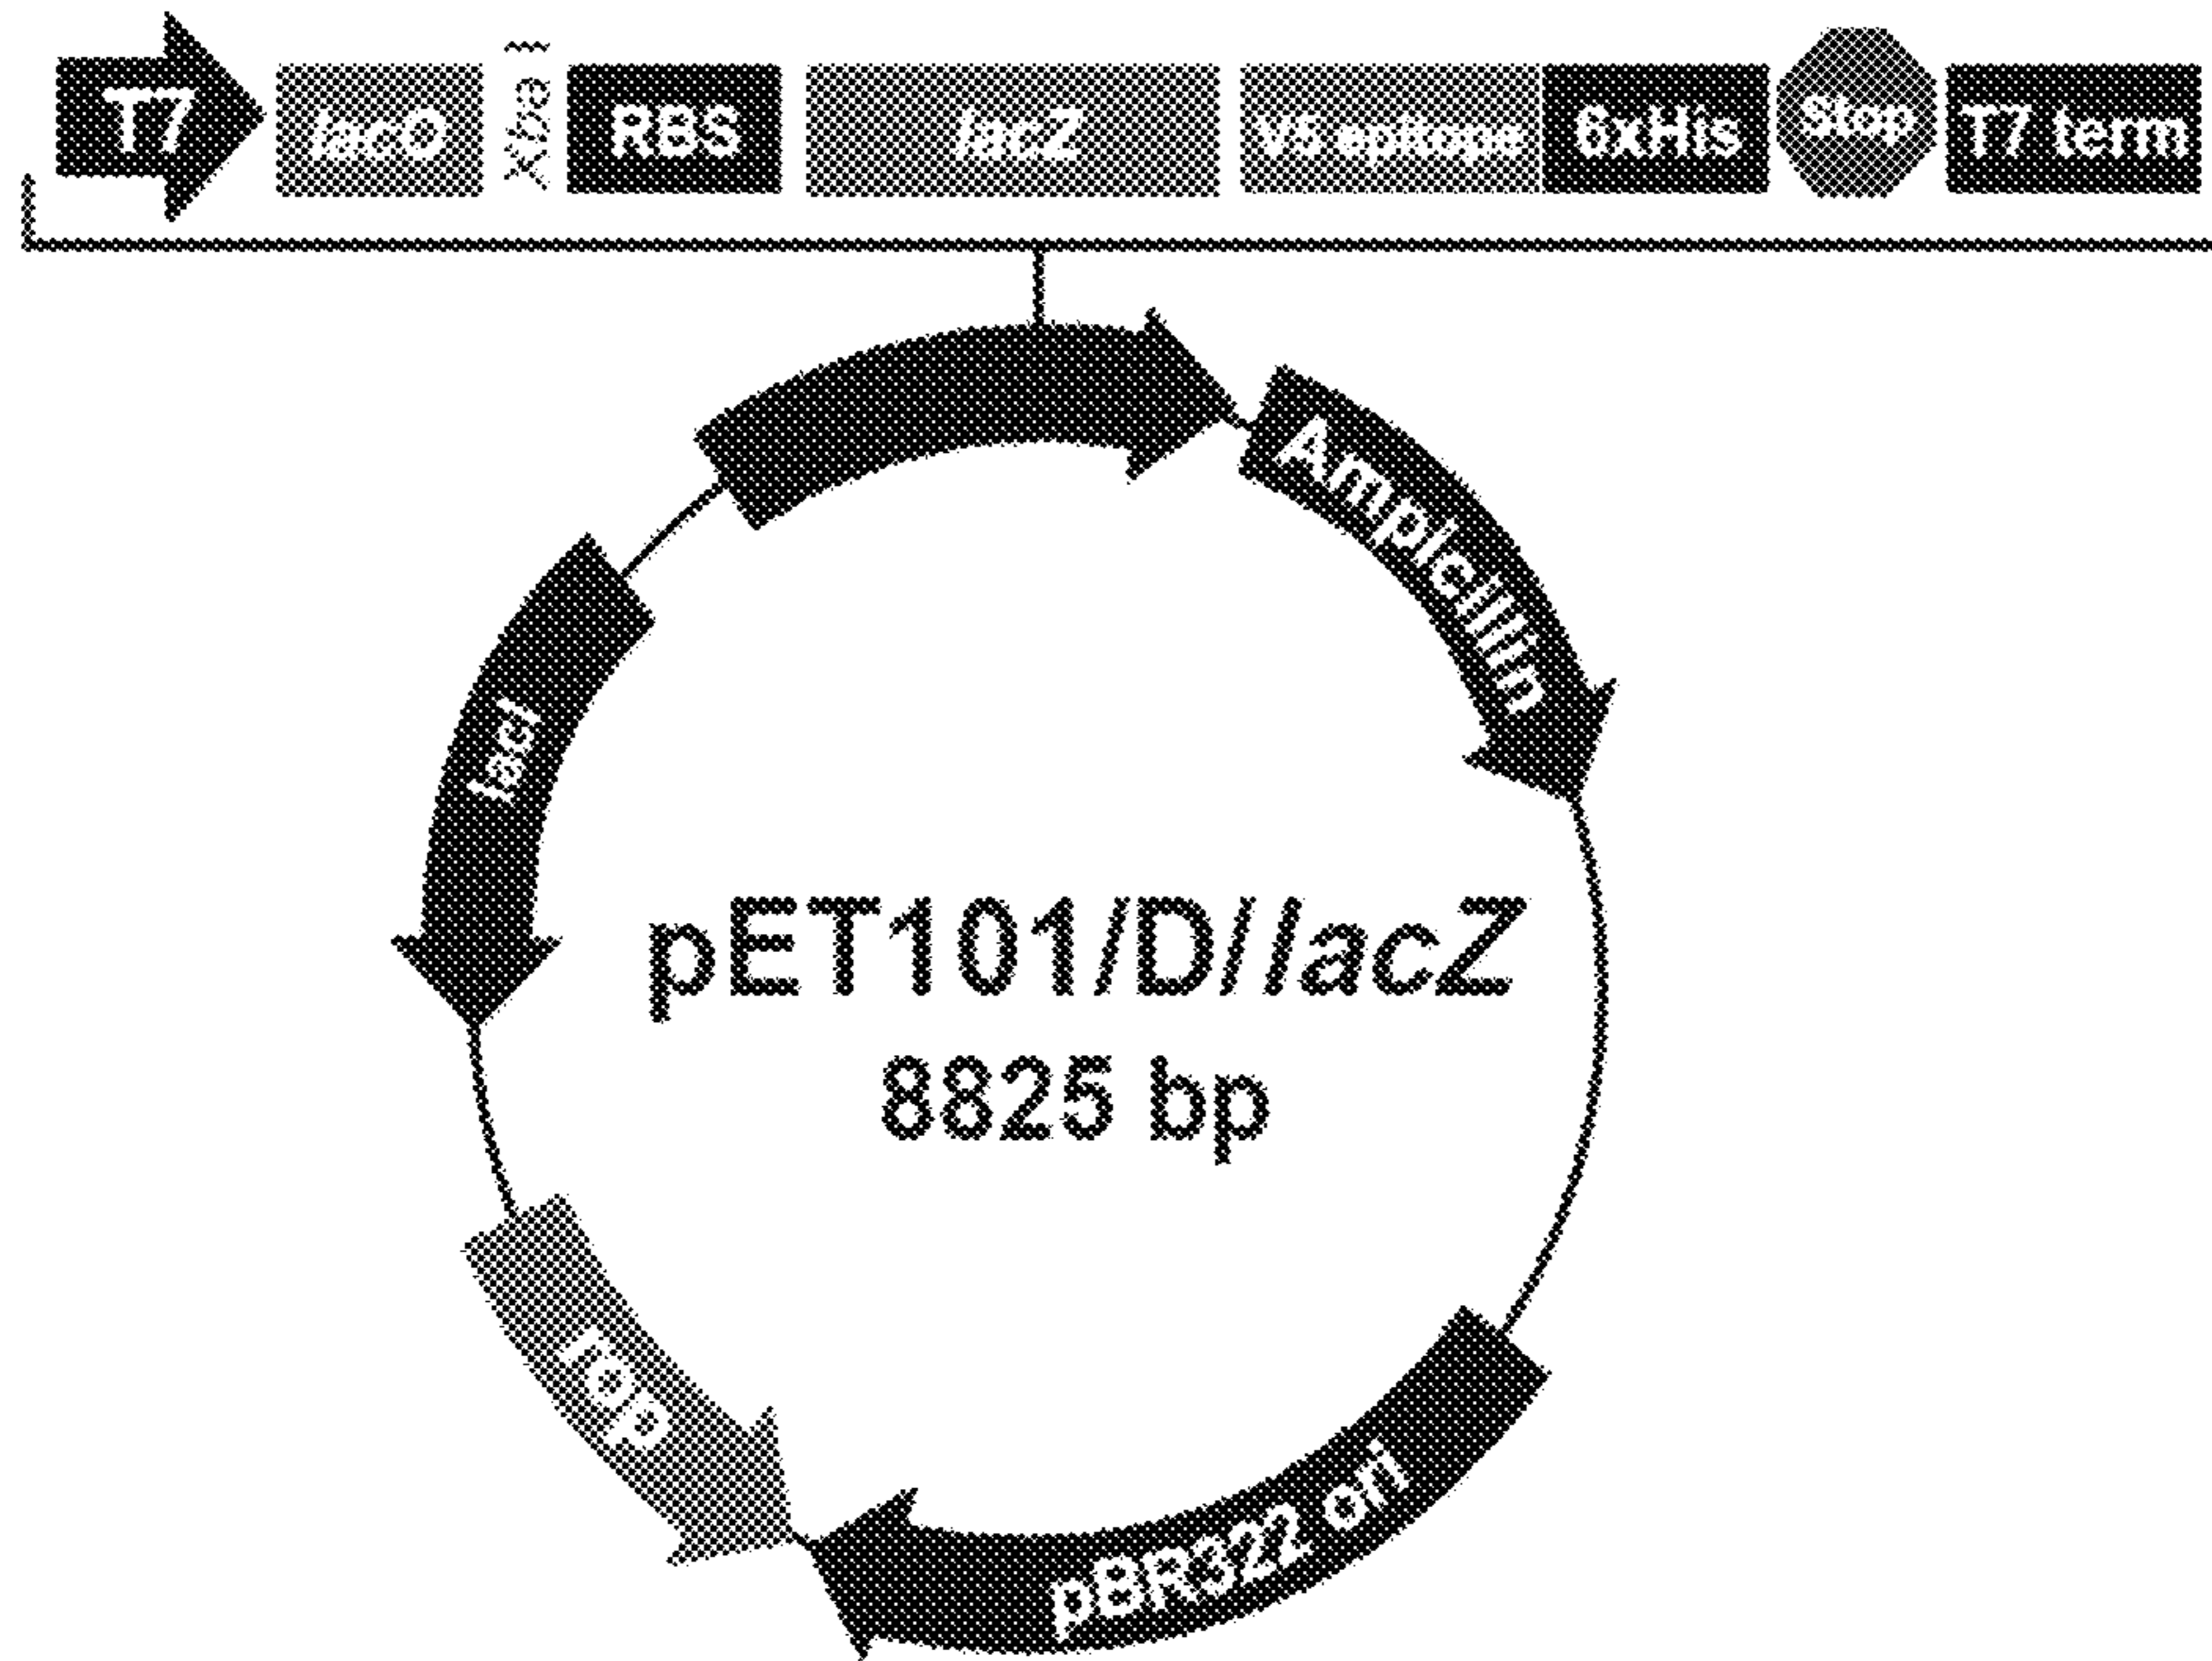 T7 lacO Xba I RBS lacZ V5 epitope 6xHis Stop T7 term
Ampicillin
lacI
pET101/D/lacZ
8825 bp
rop
pBR322 ori